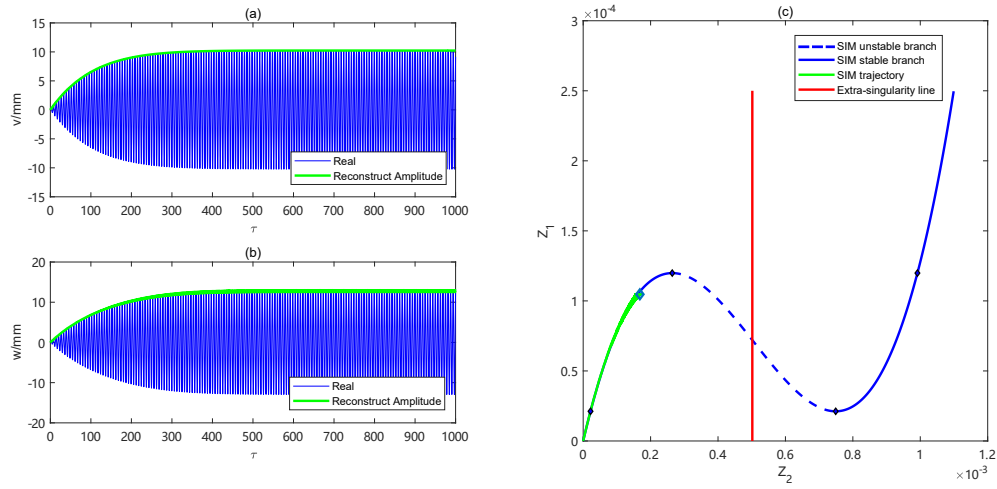 (a)
15
10
5
0
-5
-10
-15
v/mm
Real
Reconstruct Amplitude
0 100 200 300 400 500 600 700 800 900 1000
τ
(b)
20
10
0
-10
-20
w/mm
Real
Reconstruct Amplitude
0 100 200 300 400 500 600 700 800 900 1000
τ
(c)
×10⁻⁴
3
2.5
2
1.5
1
0.5
0
Z₁
SIM unstable branch
SIM stable branch
SIM trajectory
Extra-singularity line
0 0.2 0.4 0.6 0.8 1 1.2
Z₂
×10⁻³